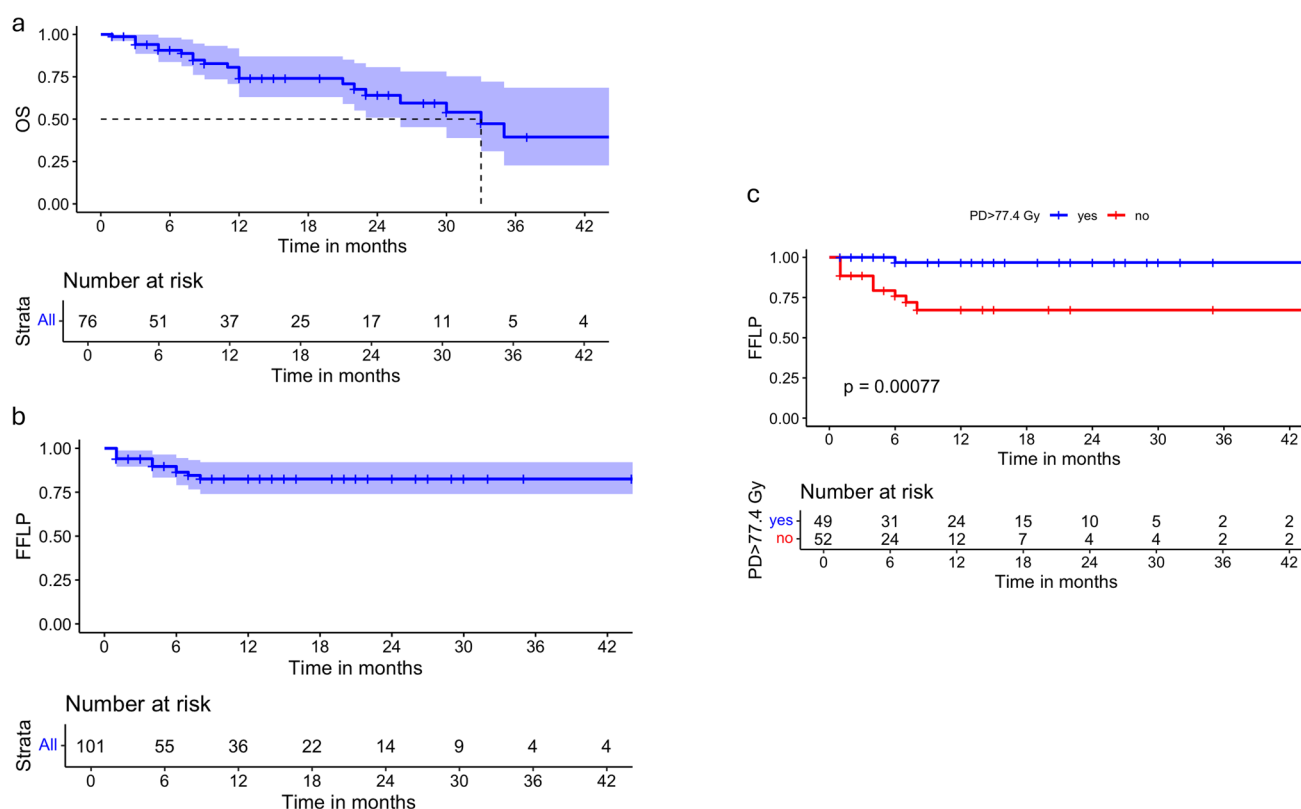 a
1.00
0.75
0.50
0.25
0.00
OS
0 6 12 18 24 30 36 42
Time in months
Number at risk
Strata
All
76 51 37 25 17 11 5 4
0 6 12 18 24 30 36 42
Time in months
b
1.00
0.75
0.50
0.25
0.00
FFLP
0 6 12 18 24 30 36 42
Time in months
Number at risk
Strata
All
101 55 36 22 14 9 4 4
0 6 12 18 24 30 36 42
Time in months
c
PD>77.4 Gy yes no
1.00
0.75
0.50
0.25
0.00
FFLP
p = 0.00077
0 6 12 18 24 30 36 42
Time in months
Number at risk
PD>77.4 Gy
yes 49 31 24 15 10 5 2 2
no 52 24 12 7 4 4 2 2
0 6 12 18 24 30 36 42
Time in months